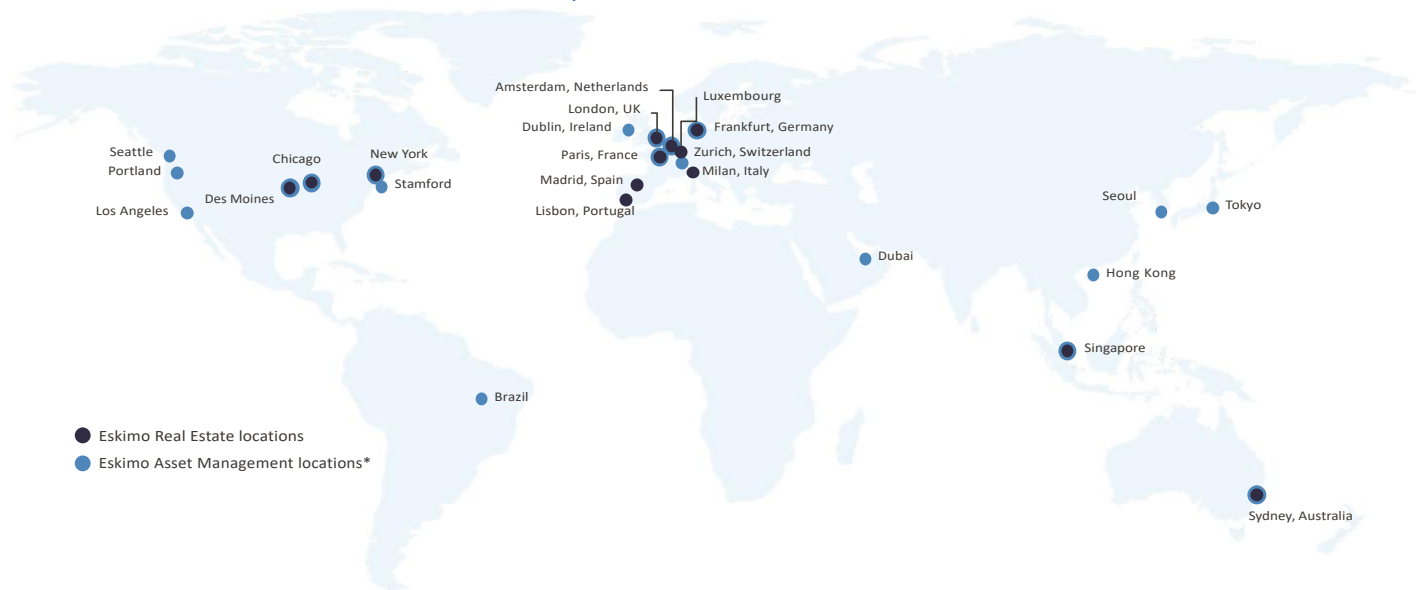 Amsterdam, Netherlands
Luxembourg
London, UK
Dublin, Ireland
Frankfurt, Germany
Seattle
Chicago
New York
Paris, France
Zurich, Switzerland
Portland
Milan, Italy
Des Moines
Stamford
Madrid, Spain
Los Angeles
Lisbon, Portugal
Seoul
Tokyo
Dubai
Hong Kong
Singapore
Brazil
Eskimo Real Estate locations
Eskimo Asset Management locations*
Sydney, Australia